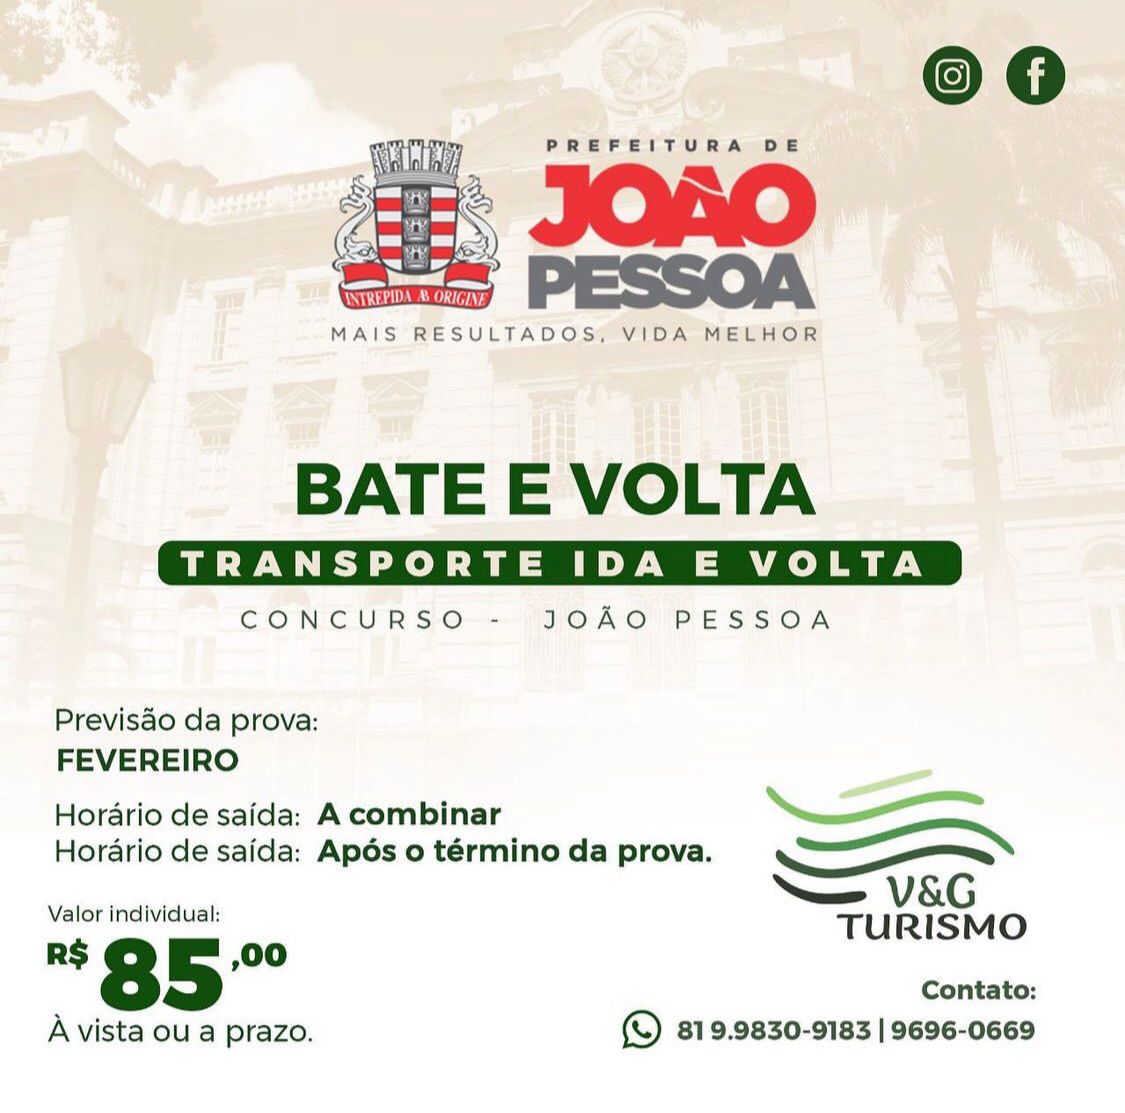 PREFEITURA DE
JOÃO
PESSOA
INTREPIDA AB ORIGINE
MAIS RESULTADOS, VIDA MELHOR
BATE E VOLTA
TRANSPORTE IDA E VOLTA
CONCURSO - JOÃO PESSOA
Previsão da prova:
FEVEREIRO
Horário de saída: A combinar
Horário de saída: Após o término da prova.
Valor individual:
R$ 85,00
À vista ou a prazo.
V&G
TURISMO
Contato:
81 9.9830-9183 | 9696-0669